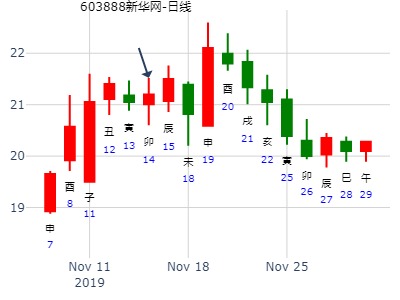 603888新华网-日线
22
21
20
19
申
7
酉
8
子
11
丑
12
寅
13
卯
14
辰
15
未
18
申
19
酉
20
戌
21
亥
22
寅
25
卯
26
辰
27
巳
28
午
29
Nov 11
2019
Nov 18
Nov 25